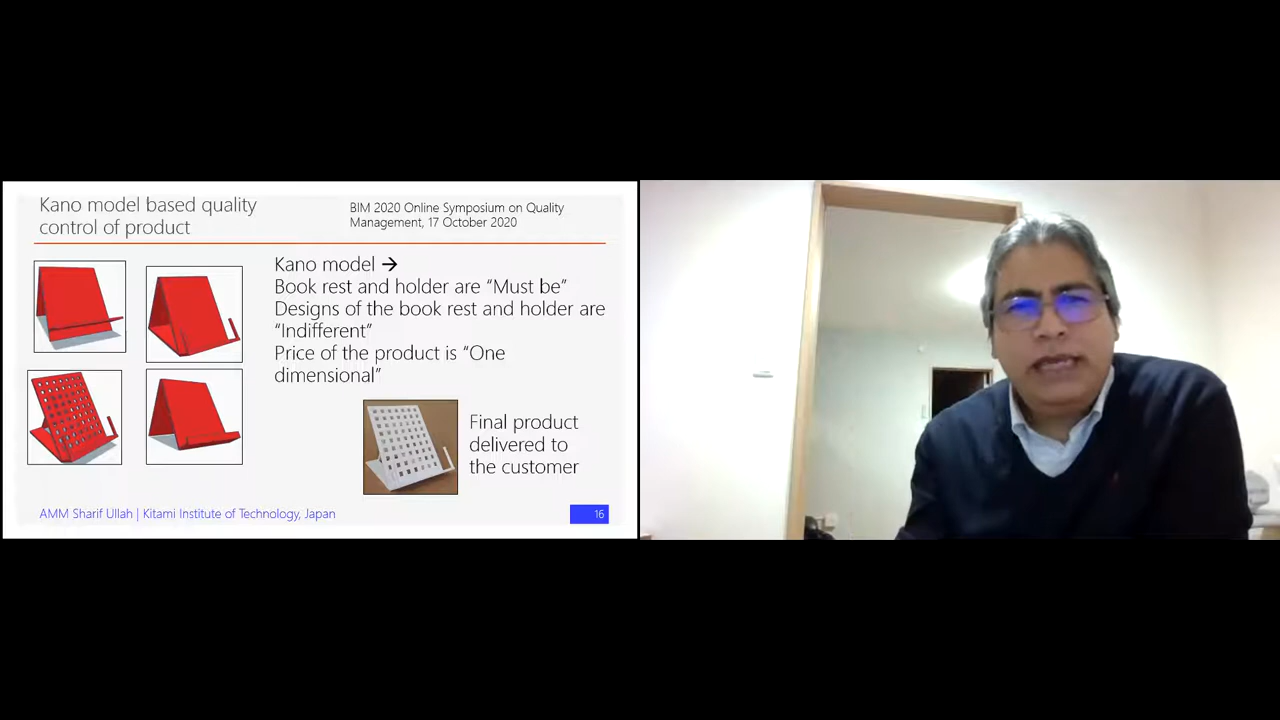 Kano model based quality
control of product
BIM 2020 Online Symposium on Quality
Management, 17 October 2020
Kano model →
Book rest and holder are “Must be”
Designs of the book rest and holder are
“Indifferent”
Price of the product is “One
dimensional”
Final product
delivered to
the customer
AMM Sharif Ullah | Kitami Institute of Technology, Japan
16